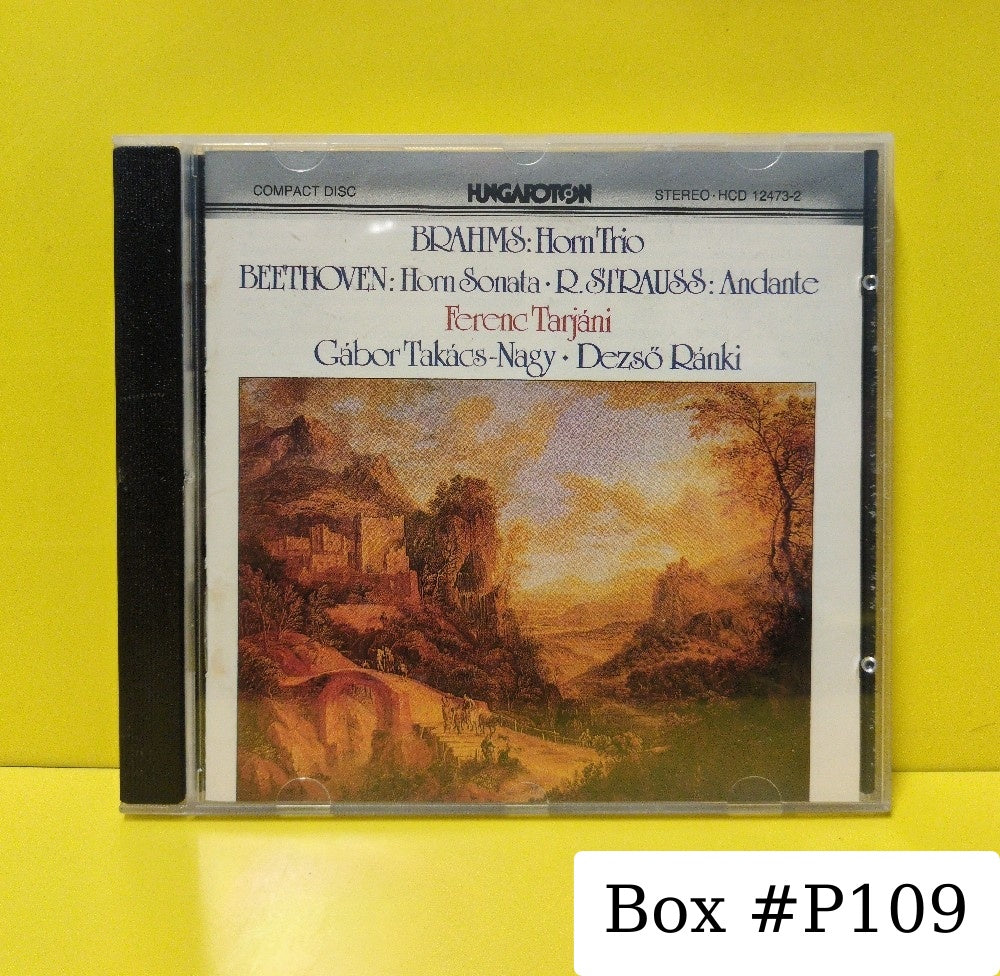 COMPACT DISC HUNGAROTON STEREO·HCD 12473-2
BRAHMS: Horn Trio
BEETHOVEN: Horn Sonata · R. STRAUSS: Andante
Ferenc Tarjáni
Gábor Takács-Nagy · Dezső Ránki
Box #P109